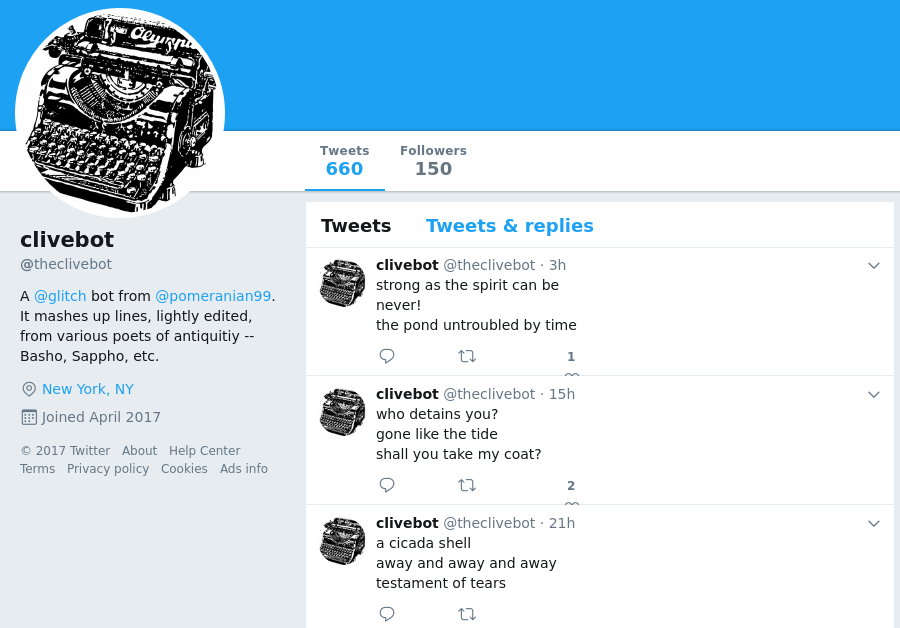 Olympia
Tweets
660
Followers
150
clivebot
@theclivebot
A @glitch bot from @pomeranian99.
It mashes up lines, lightly edited,
from various poets of antiquitiy --
Basho, Sappho, etc.
New York, NY
Joined April 2017
© 2017 Twitter About Help Center
Terms Privacy policy Cookies Ads info
Tweets Tweets & replies
clivebot @theclivebot · 3h
strong as the spirit can be
never!
the pond untroubled by time
1
clivebot @theclivebot · 15h
who detains you?
gone like the tide
shall you take my coat?
2
clivebot @theclivebot · 21h
a cicada shell
away and away and away
testament of tears